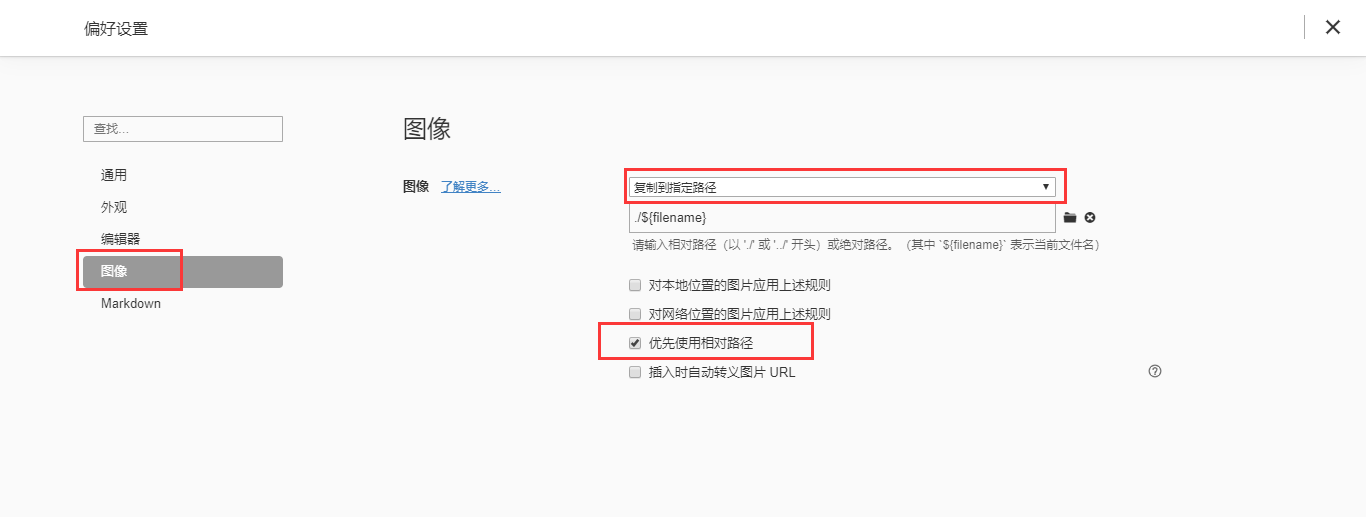 偏好设置
查找...
通用
外观
编辑器
图像
Markdown
图像
图像 了解更多...
复制到指定路径
./${filename}
请输入相对路径（以 './' 或 '../' 开头）或绝对路径。（其中 `${filename}` 表示当前文件名）
对本地位置的图片应用上述规则
对网络位置的图片应用上述规则
优先使用相对路径
插入时自动转义图片 URL